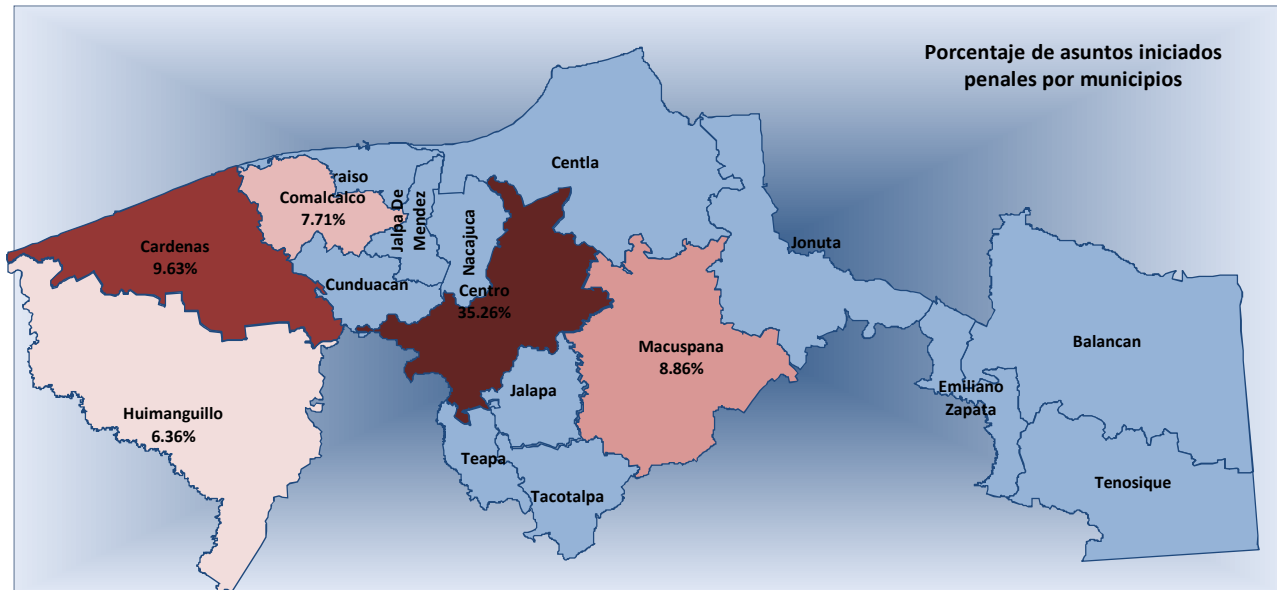 Porcentaje de asuntos iniciados
penales por municipios
Centla
raiso
Comalcalco
7.71%
Jalpa De
Mendez
Nacajuca
Cardenas
9.63%
Cunduacan
Centro
35.26%
Jonuta
Macuspana
8.86%
Balancan
Jalapa
Emiliano
Zapata
Huimanguillo
6.36%
Teapa
Tacotalpa
Tenosique